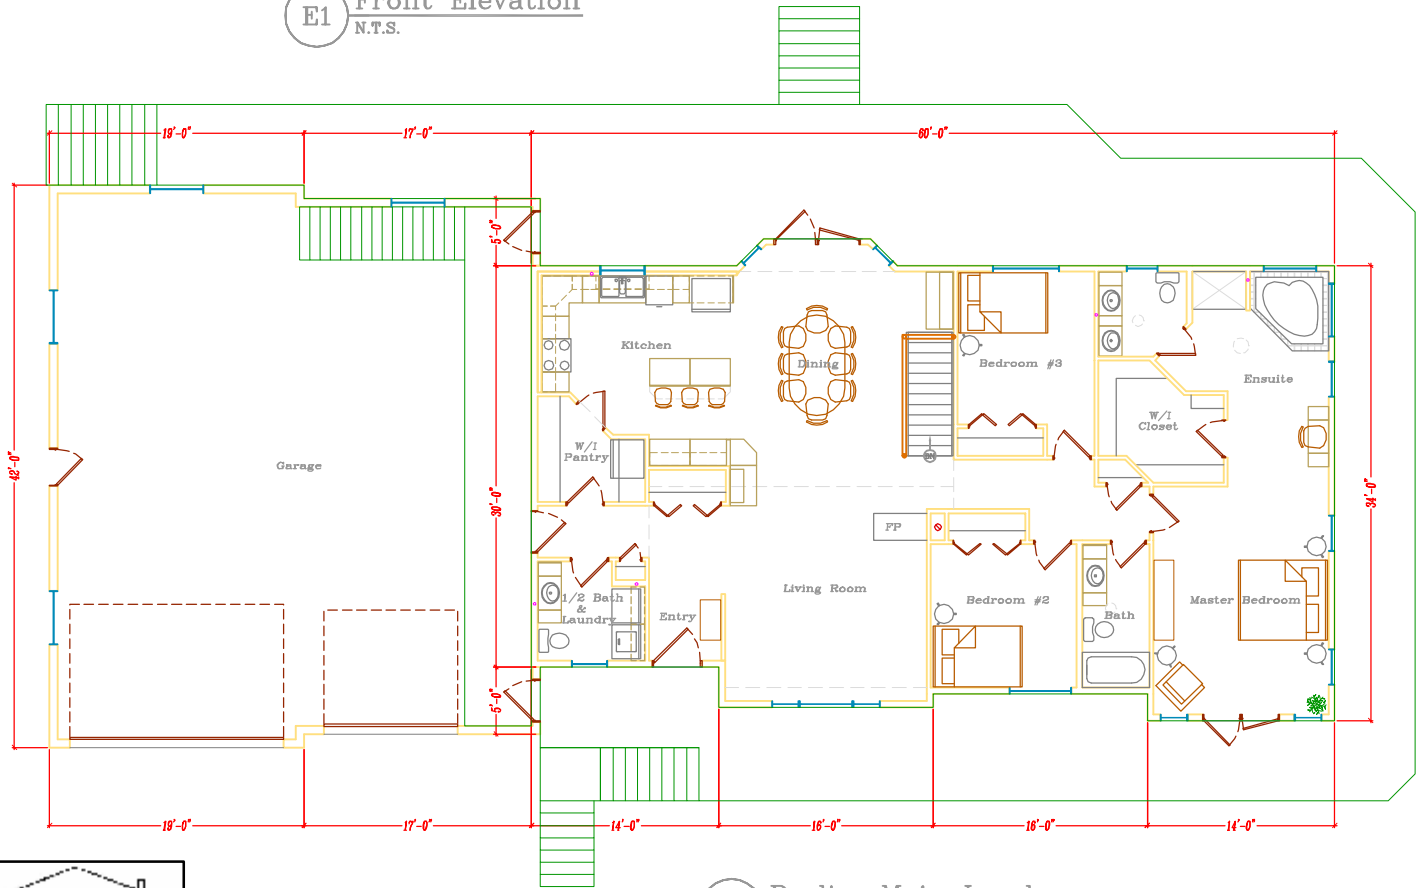 E1
Front Elevation
N.T.S.
19'-0"
17'-0"
60'-0"
5'-0"
42'-0"
30'-0"
34'-0"
5'-0"
Kitchen
Dining
Bedroom #3
Ensuite
W/I
Closet
W/I
Pantry
DN
Garage
FP
Living Room
1/2 Bath
&
Laundry
Entry
Bedroom #2
Bath
Master Bedroom
19'-0"
17'-0"
14'-0"
16'-0"
16'-0"
14'-0"